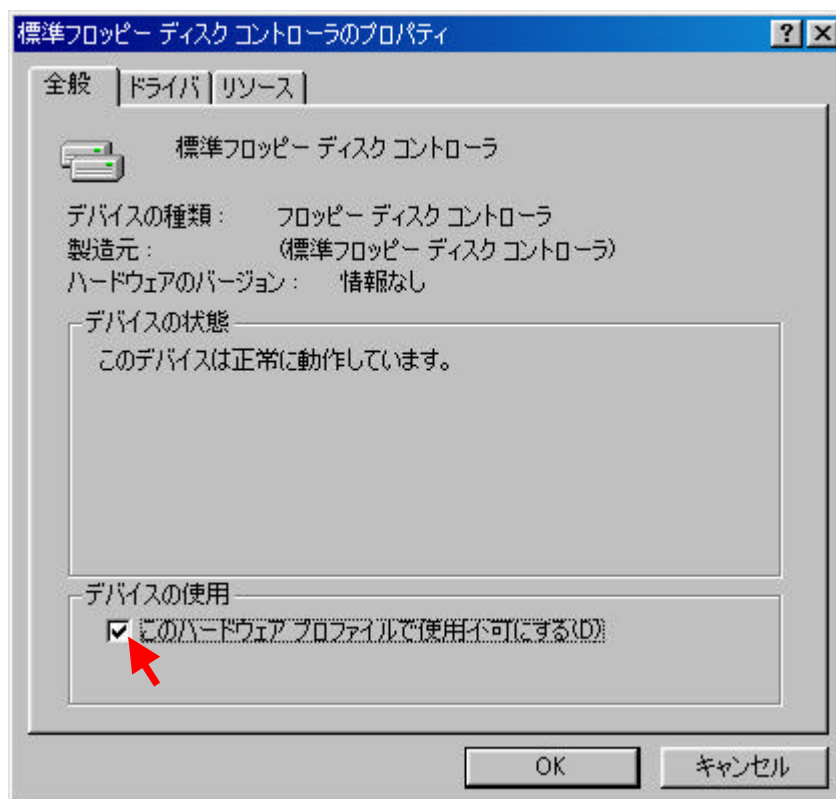 標準フロッピー ディスク コントローラのプロパティ
全般 ドライバ リソース
標準フロッピー ディスク コントローラ
デバイスの種類： フロッピー ディスク コントローラ
製造元： (標準フロッピー ディスク コントローラ)
ハードウェアのバージョン： 情報なし
デバイスの状態
このデバイスは正常に動作しています。
デバイスの使用
このハードウェア プロファイルで使用不可にする(D)
OK キャンセル